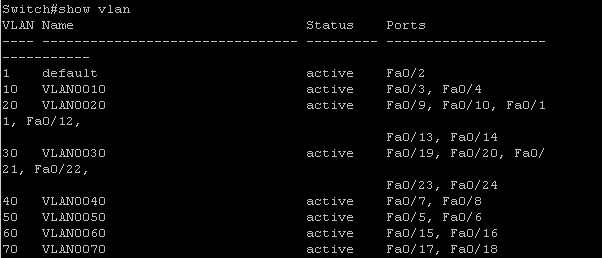 Switch#show vlan
VLAN Name                             Status    Ports
---- -------------------------------- --------- --------------------
-----------
1    default                          active    Fa0/2
10   VLAN0010                         active    Fa0/3, Fa0/4
20   VLAN0020                         active    Fa0/9, Fa0/10, Fa0/1
1, Fa0/12,
                                                Fa0/13, Fa0/14
30   VLAN0030                         active    Fa0/19, Fa0/20, Fa0/
21, Fa0/22,
                                                Fa0/23, Fa0/24
40   VLAN0040                         active    Fa0/7, Fa0/8
50   VLAN0050                         active    Fa0/5, Fa0/6
60   VLAN0060                         active    Fa0/15, Fa0/16
70   VLAN0070                         active    Fa0/17, Fa0/18